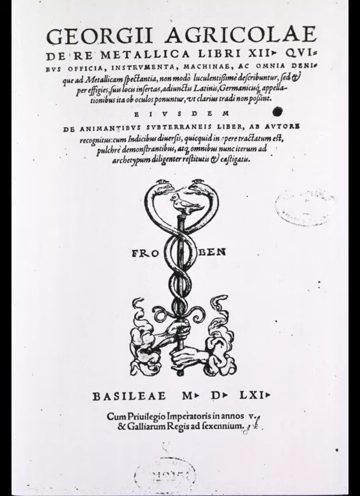 GEORGII AGRICOLAE
DE RE METALLICA LIBRI XII▸ QVI▸
BVS OFFICIA, INSTRVMENTA, MACHINAE, AC OMNIA DENI▸
que ad Metallicam spectantia, non modò luculentissimè describuntur, sed &
per effigies, suis locis insertas, adiunctis Latinis, Germanicisq́; appella-
tionibus ita ob oculos ponuntur, vt clarius tradi non possint.
EIVSDEM
DE ANIMANTIBVS SVBTERRANEIS LIBER, AB AVTORE
recognitus: cum Indicibus diuersis, quicquid in opere tractatum est,
pulchrè demonstrantibus, atq; omnibus nunc iterum ad
archetypum diligenter restitutis & castigatis.
FRO BEN
BASILEAE M▸ D▸ LXI▸
Cum Priuilegio Imperatoris in annos v.
& Galliarum Regis ad sexennium.